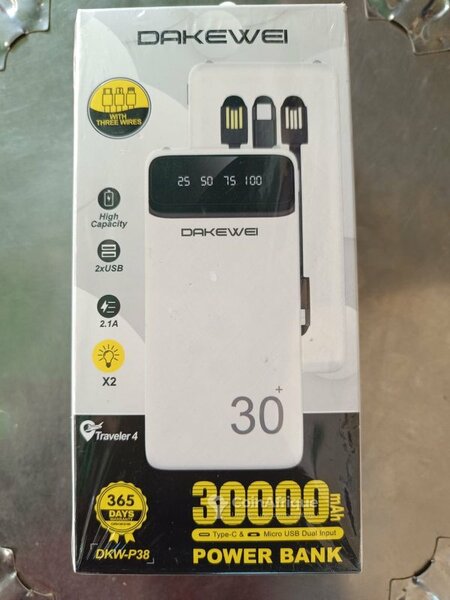 DAKEWEI
WITH
THREE WIRES
High
Capacity
2xUSB
2.1A
X2
25 50 75 100
DAKEWEI
30+
Traveler 4
365
DAYS
DKW-P38
30000mAh
CoinAfrique
Type-C & Micro USB Dual Input
POWER BANK